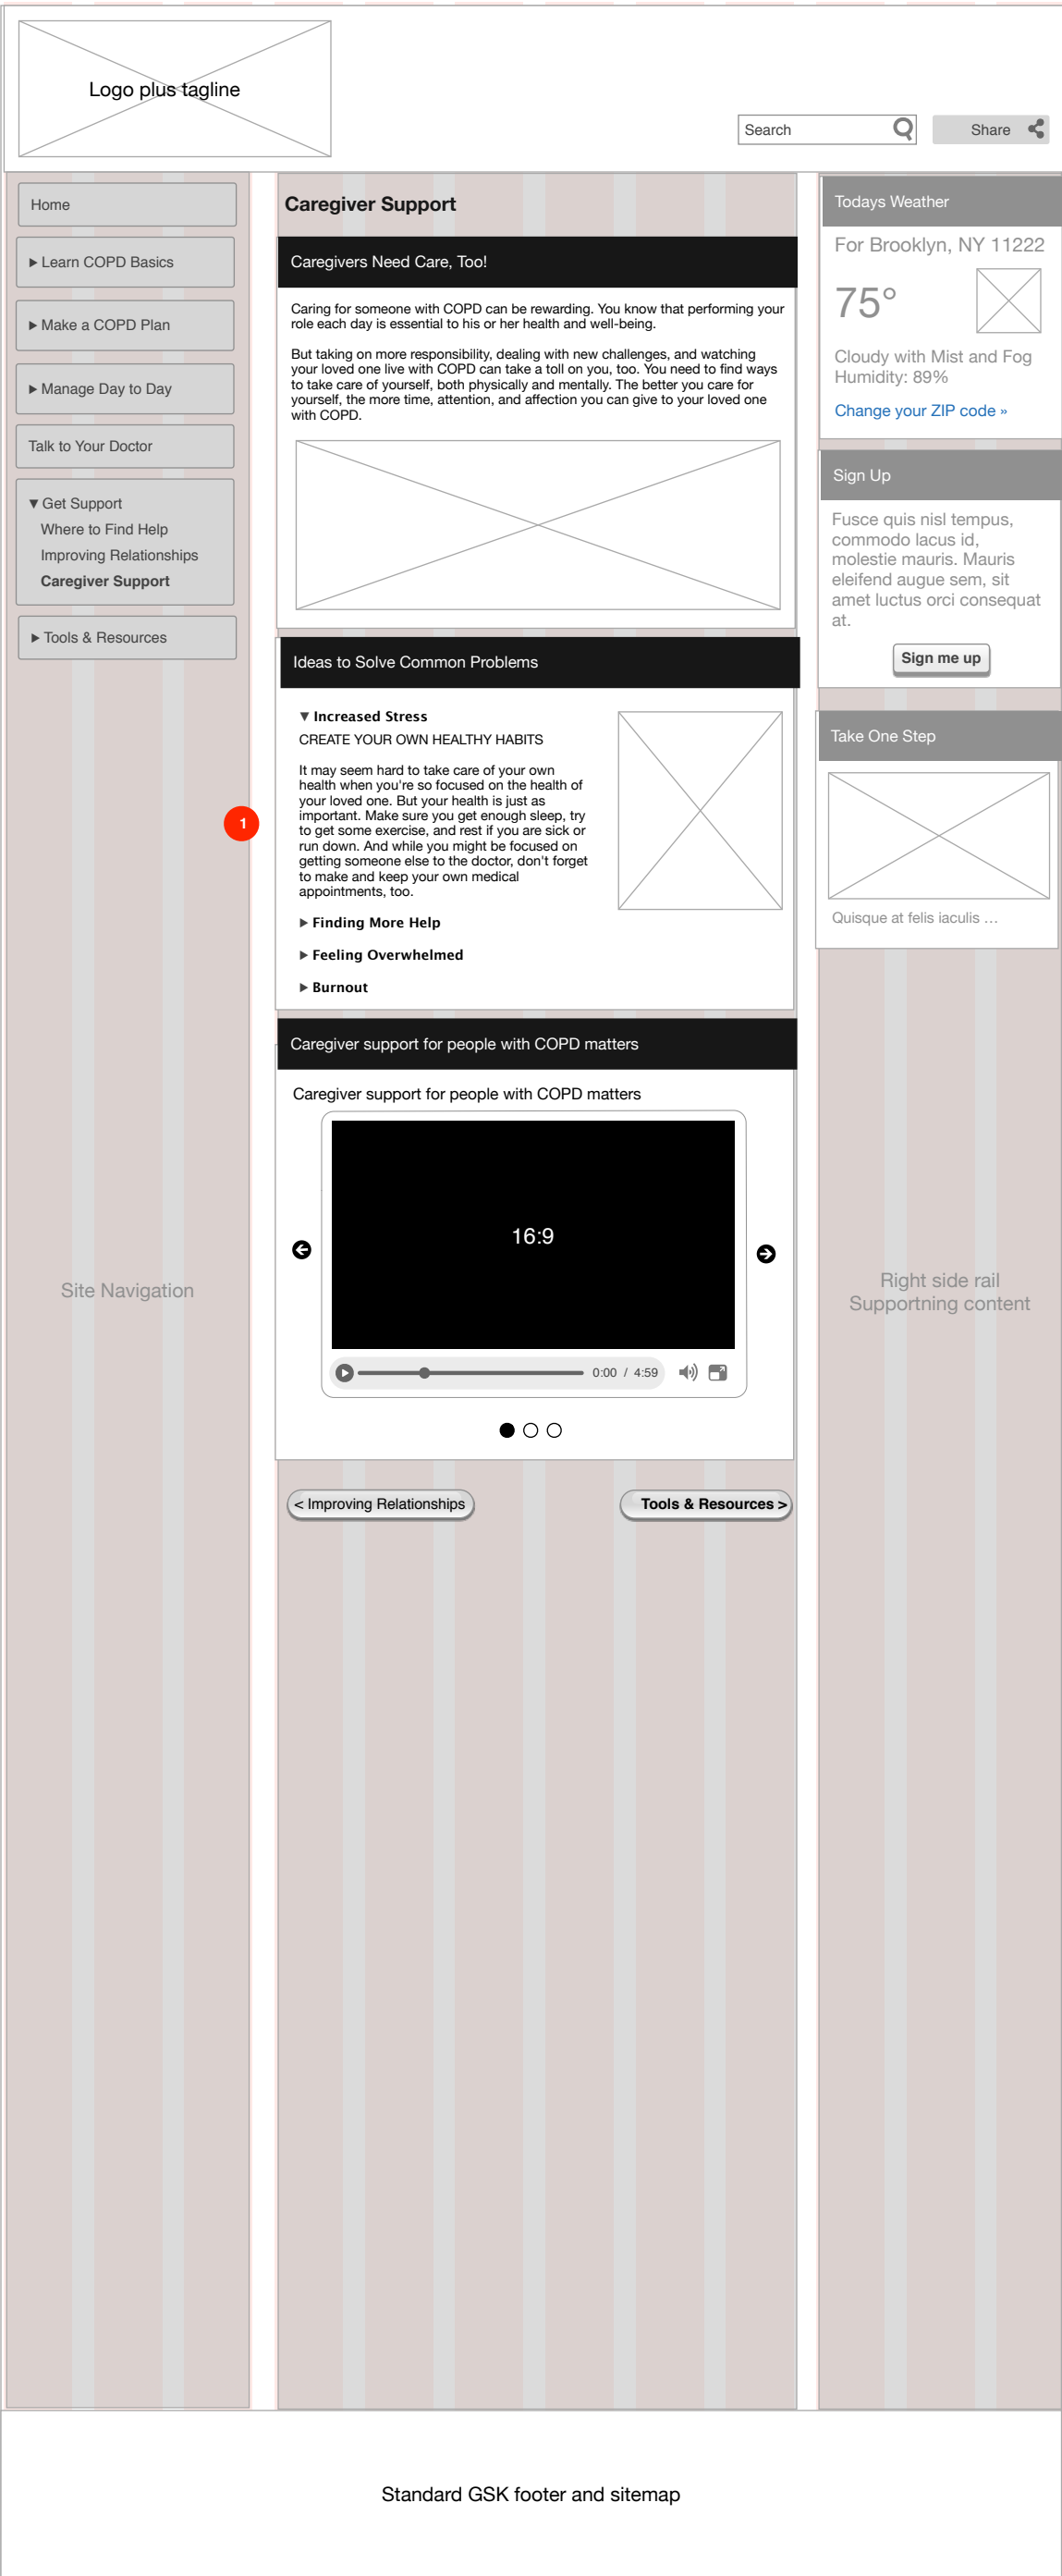 Logo plus tagline
Search
Share
Home
Learn COPD Basics
Make a COPD Plan
Manage Day to Day
Talk to Your Doctor
Get Support
Where to Find Help
Improving Relationships
Caregiver Support
Tools & Resources
1
Site Navigation
Caregiver Support
Caregivers Need Care, Too!
Caring for someone with COPD can be rewarding. You know that performing your
role each day is essential to his or her health and well-being.
But taking on more responsibility, dealing with new challenges, and watching
your loved one live with COPD can take a toll on you, too. You need to find ways
to take care of yourself, both physically and mentally. The better you care for
yourself, the more time, attention, and affection you can give to your loved one
with COPD.
Ideas to Solve Common Problems
Increased Stress
CREATE YOUR OWN HEALTHY HABITS
It may seem hard to take care of your own
health when you're so focused on the health of
your loved one. But your health is just as
important. Make sure you get enough sleep, try
to get some exercise, and rest if you are sick or
run down. And while you might be focused on
getting someone else to the doctor, don't forget
to make and keep your own medical
appointments, too.
Finding More Help
Feeling Overwhelmed
Burnout
Caregiver support for people with COPD matters
Caregiver support for people with COPD matters
16:9
0:00 / 4:59
< Improving Relationships
Tools & Resources >
Todays Weather
For Brooklyn, NY 11222
75°
Cloudy with Mist and Fog
Humidity: 89%
Change your ZIP code »
Sign Up
Fusce quis nisl tempus,
commodo lacus id,
molestie mauris. Mauris
eleifend augue sem, sit
amet luctus orci consequat
at.
Sign me up
Take One Step
Quisque at felis iaculis …
Right side rail
Supportning content
Standard GSK footer and sitemap